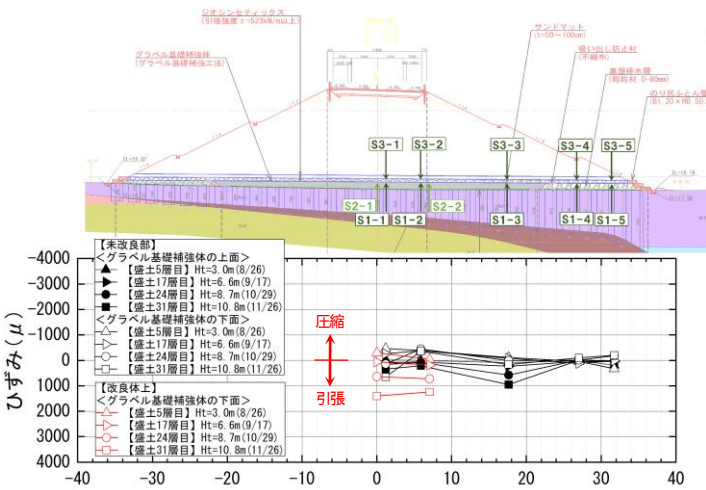 ジオシンセティックス
(引張強度 T=623kN/m以上)
グラベル基礎補強体
(グラベル基礎補強工法)
サンドマット
(t=50～100cm)
吸い出し防止材
(不織布)
基盤排水層
(粗粒材 0-80mm)
のり尻ふとん篭
(B1.20×H0.50
S3-1
S3-2
S3-3
S3-4
S3-5
S2-1
S2-2
S1-1
S1-2
S1-3
S1-4
S1-5
【未改良部】
＜グラベル基礎補強体の上面＞
【盛土5層目】Ht=3.0m(8/26)
【盛土17層目】Ht=6.6m(9/17)
【盛土24層目】Ht=8.7m(10/29)
【盛土31層目】Ht=10.8m(11/26)
＜グラベル基礎補強体の下面＞
【盛土5層目】Ht=3.0m(8/26)
【盛土17層目】Ht=6.6m(9/17)
【盛土24層目】Ht=8.7m(10/29)
【盛土31層目】Ht=10.8m(11/26)
【改良体上】
＜グラベル基礎補強体の下面＞
【盛土5層目】Ht=3.0m(8/26)
【盛土17層目】Ht=6.6m(9/17)
【盛土24層目】Ht=8.7m(10/29)
【盛土31層目】Ht=10.8m(11/26)
圧縮
引張
ひずみ(μ)
-4000
-3000
-2000
-1000
0
1000
2000
3000
4000
-40 -30 -20 -10 0 10 20 30 40